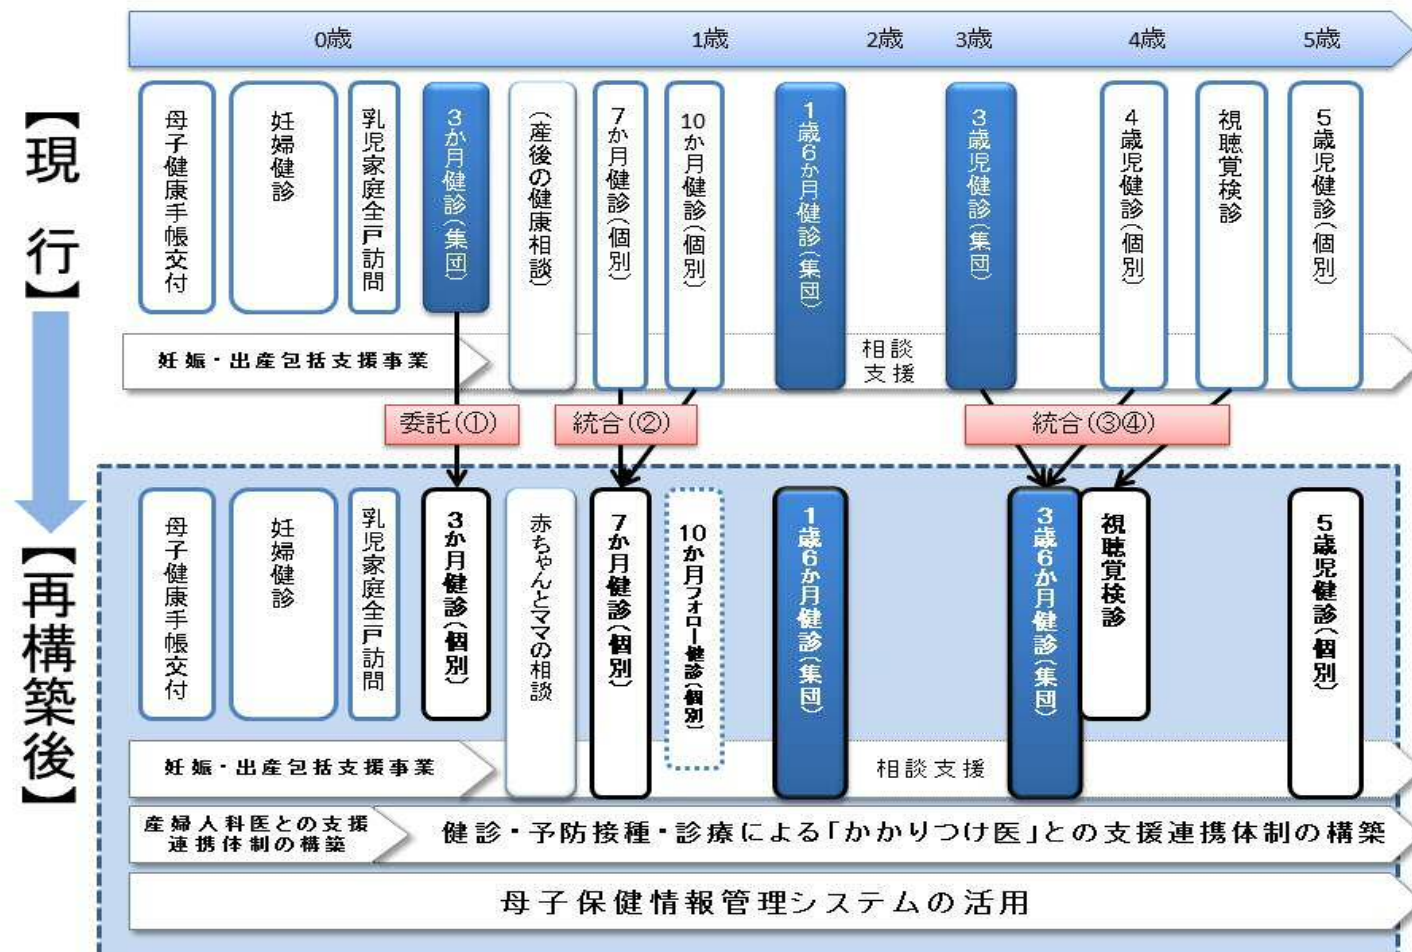 0歳
1歳
2歳
3歳
4歳
5歳
【現行】
母子健康手帳交付
妊婦健診
乳児家庭全戸訪問
3か月健診(集団)
(産後の健康相談)
7か月健診(個別)
10か月健診(個別)
1歳6か月健診(集団)
3歳児健診(集団)
4歳児健診(個別)
視聴覚検診
5歳児健診(個別)
妊娠・出産包括支援事業
相談
支援
委託(①)
統合(②)
統合(③④)
【再構築後】
母子健康手帳交付
妊婦健診
乳児家庭全戸訪問
3か月健診(個別)
赤ちゃんとママの相談
7か月健診(個別)
10か月フォロー健診(個別)
1歳6か月健診(集団)
3歳6か月健診(集団)
視聴覚検診
5歳児健診(個別)
妊娠・出産包括支援事業
相談支援
産婦人科医との支援
連携体制の構築
健診・予防接種・診療による「かかりつけ医」との支援連携体制の構築
母子保健情報管理システムの活用